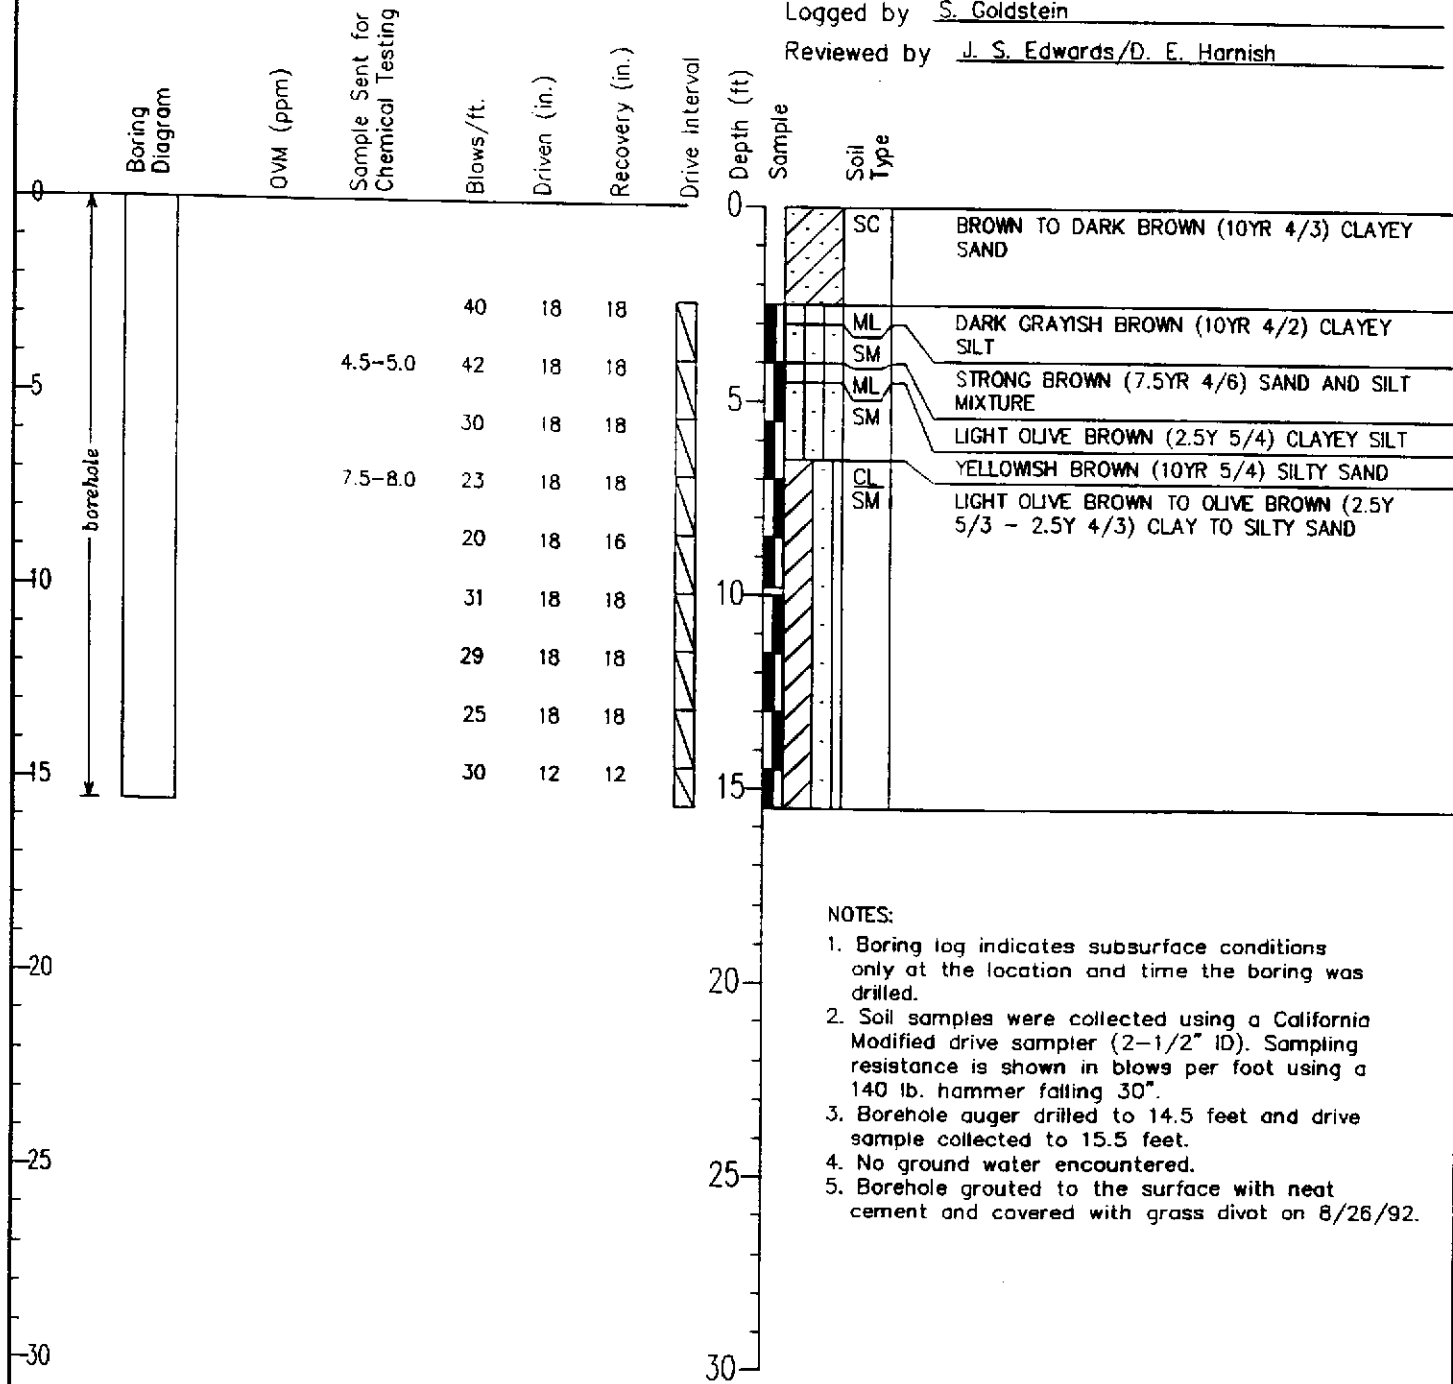 Logged by S. Goldstein
Reviewed by J. S. Edwards/D. E. Harnish
Boring
Diagram
OVM (ppm)
Sample Sent for
Chemical Testing
Blows/ft.
Driven (in.)
Recovery (in.)
Drive Interval
Depth (ft)
Sample
Soil
Type
0
0
SC
BROWN TO DARK BROWN (10YR 4/3) CLAYEY
SAND
40 18 18
ML
DARK GRAYISH BROWN (10YR 4/2) CLAYEY
SILT
4.5-5.0 42 18 18
SM
STRONG BROWN (7.5YR 4/6) SAND AND SILT
MIXTURE
5
5
ML
30 18 18
SM
LIGHT OLIVE BROWN (2.5Y 5/4) CLAYEY SILT
YELLOWISH BROWN (10YR 5/4) SILTY SAND
7.5-8.0 23 18 18
CL
SM
LIGHT OLIVE BROWN TO OLIVE BROWN (2.5Y
5/3 - 2.5Y 4/3) CLAY TO SILTY SAND
borehole
20 18 16
10
10
31 18 18
29 18 18
25 18 18
15
30 12 12
15
NOTES:
1. Boring log indicates subsurface conditions
only at the location and time the boring was
drilled.
2. Soil samples were collected using a California
Modified drive sampler (2-1/2" ID). Sampling
resistance is shown in blows per foot using a
140 lb. hammer falling 30".
3. Borehole auger drilled to 14.5 feet and drive
sample collected to 15.5 feet.
4. No ground water encountered.
5. Borehole grouted to the surface with neat
cement and covered with grass divot on 8/26/92.
20
20
25
25
30
30